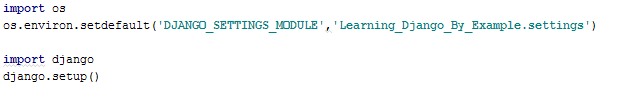 import os
os.environ.setdefault('DJANGO_SETTINGS_MODULE','Learning_Django_By_Example.settings')
import django
django.setup()